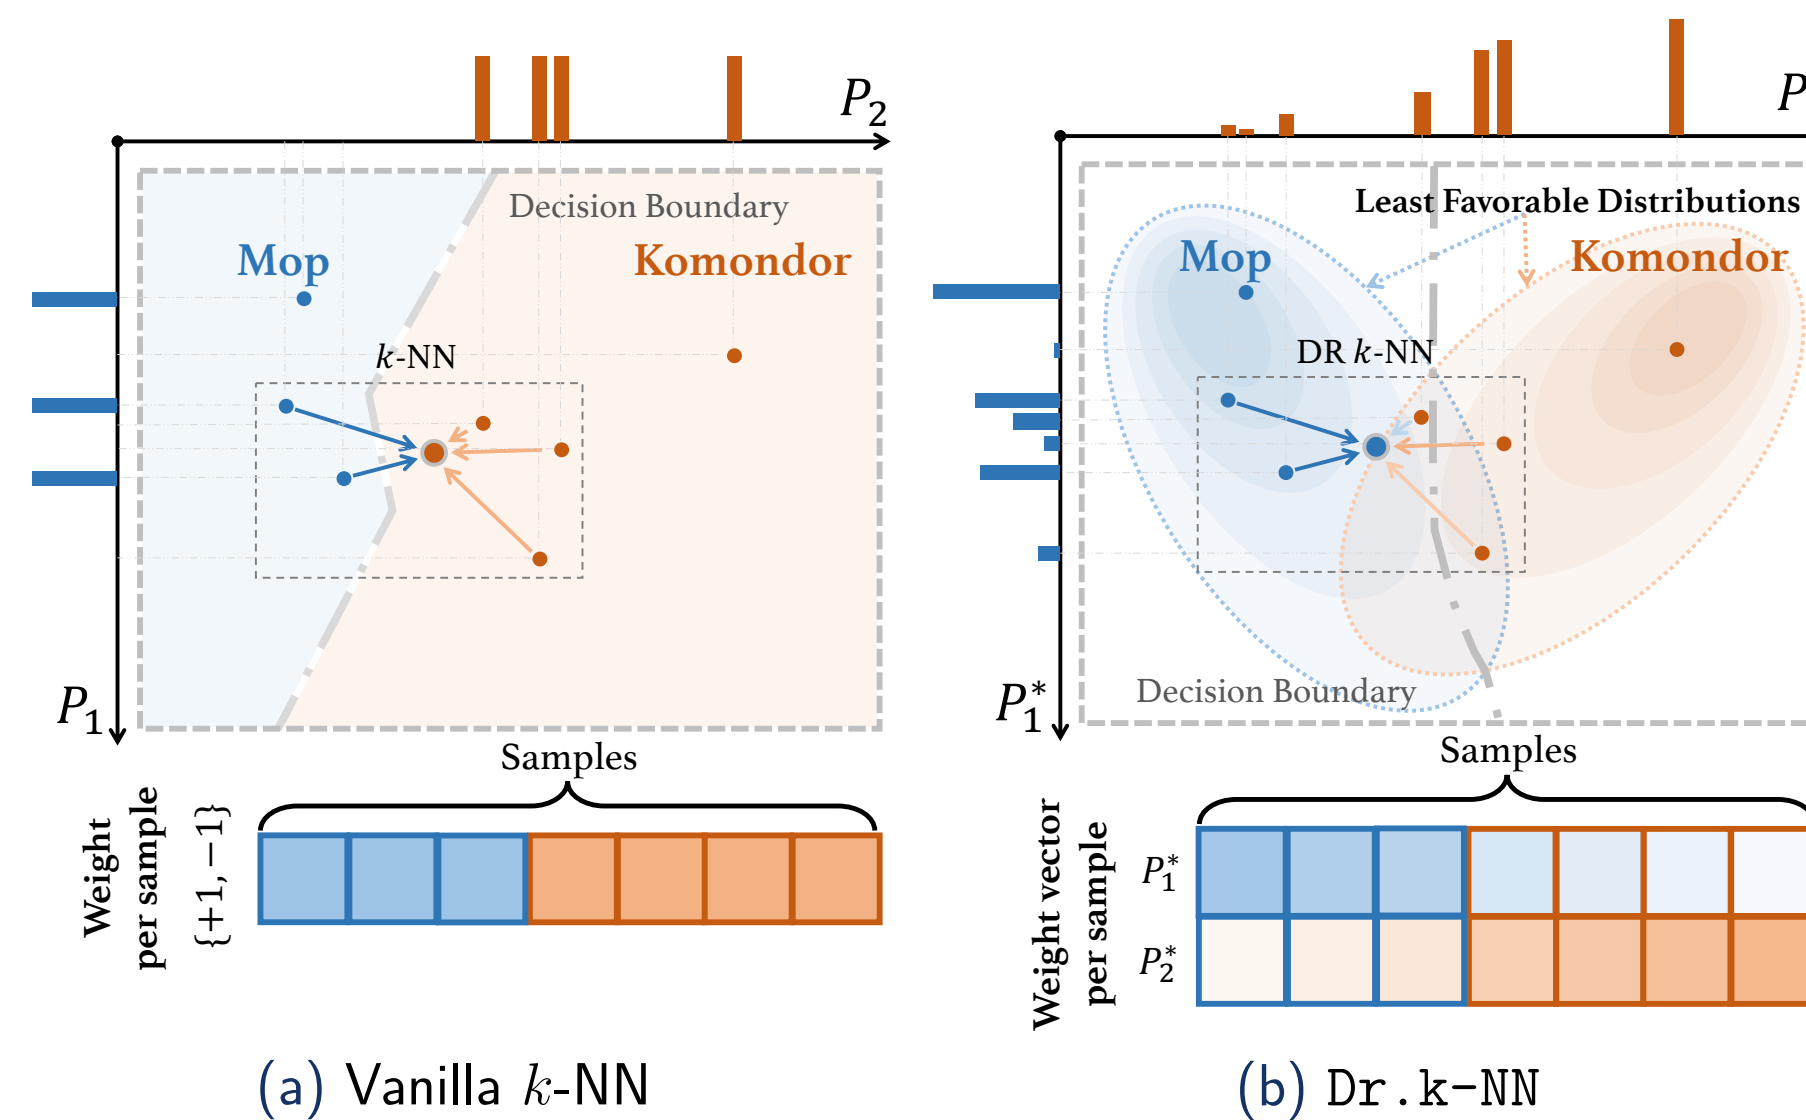 P₂
Decision Boundary
Mop
Komondor
k-NN
P₁
Samples
Weight
per sample
{+1, −1}
(a) Vanilla k-NN
P
Least Favorable Distributions
Mop
Komondor
DR k-NN
Decision Boundary
P₁*
Samples
Weight vector
per sample
P₁*
P₂*
(b) Dr.k-NN